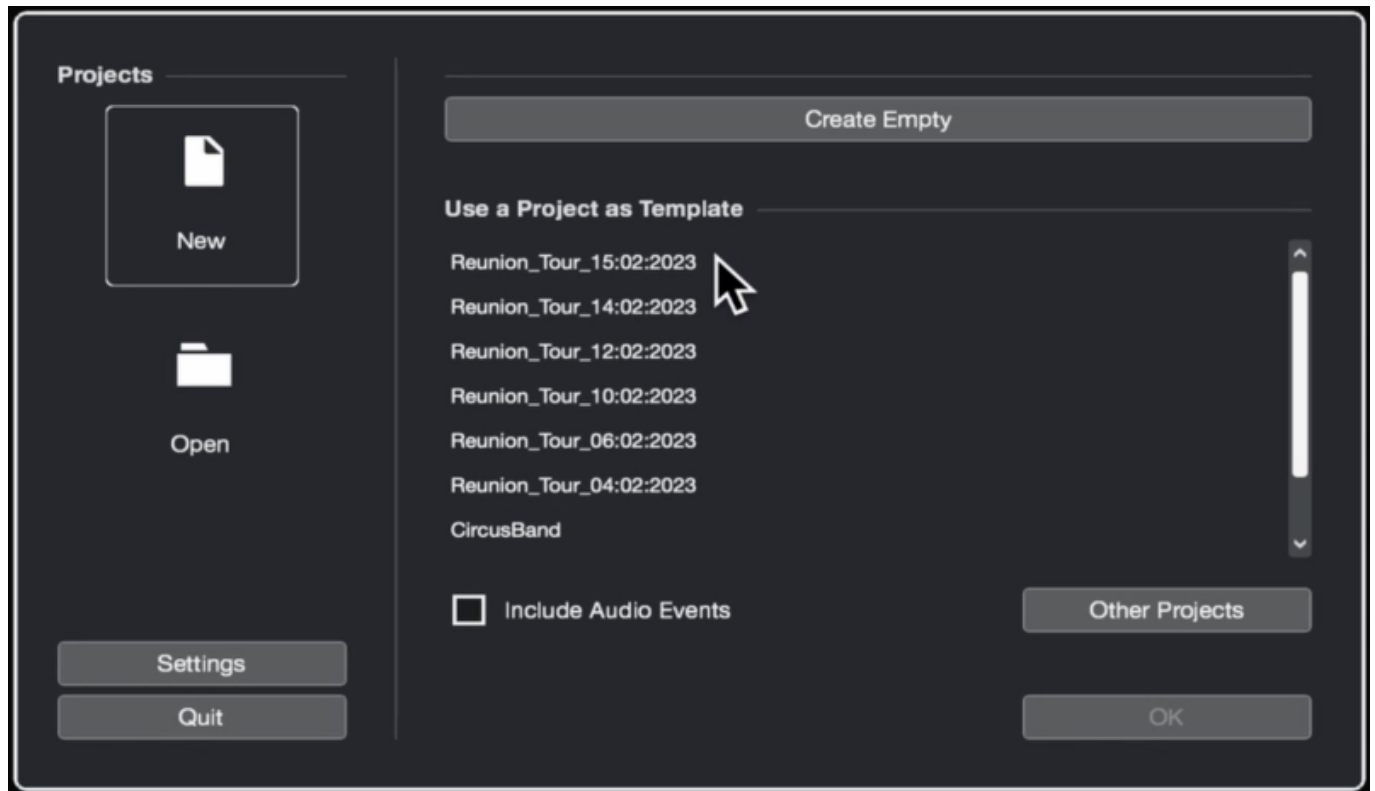 Projects
New
Open
Settings
Quit
Create Empty
Use a Project as Template
Reunion_Tour_15:02:2023
Reunion_Tour_14:02:2023
Reunion_Tour_12:02:2023
Reunion_Tour_10:02:2023
Reunion_Tour_06:02:2023
Reunion_Tour_04:02:2023
CircusBand
Include Audio Events
Other Projects
OK